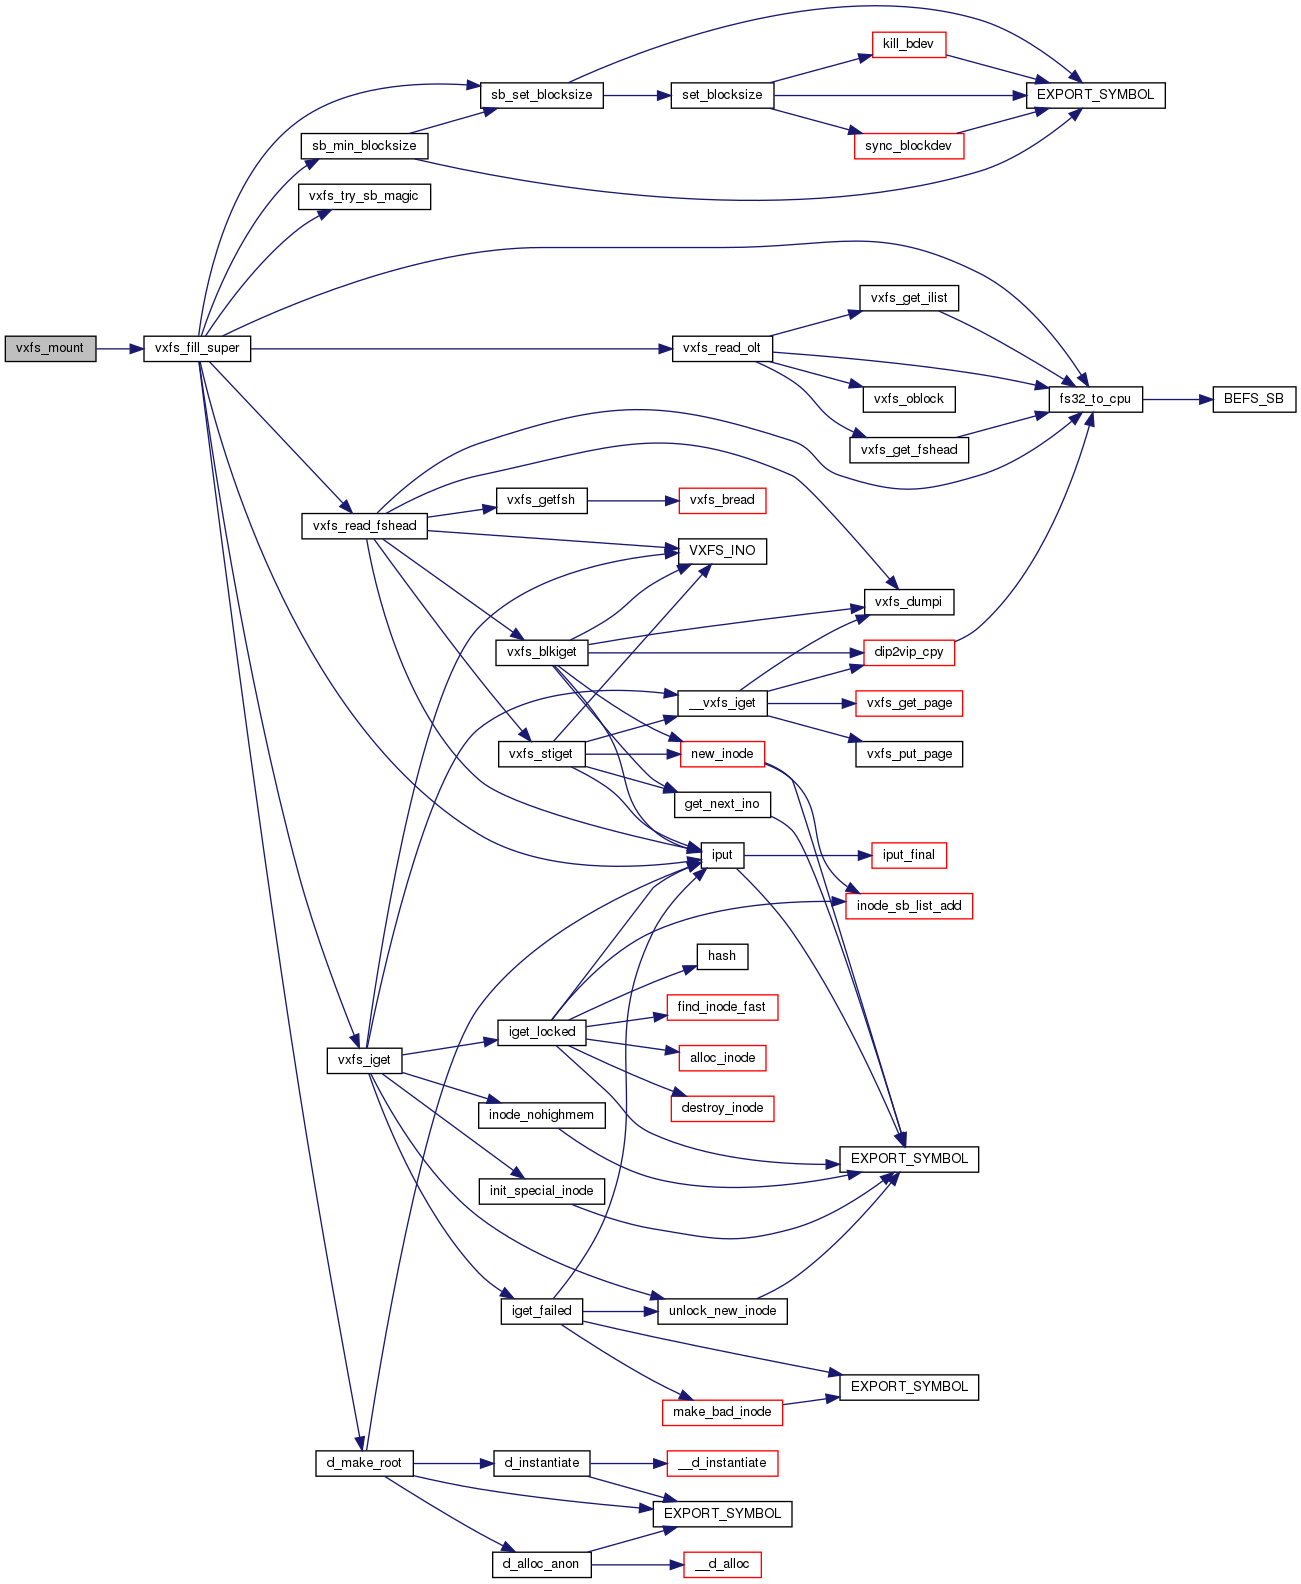 kill_bdev
sb_set_blocksize
set_blocksize
EXPORT_SYMBOL
sb_min_blocksize
sync_blockdev
vxfs_try_sb_magic
vxfs_get_ilist
vxfs_mount
vxfs_fill_super
vxfs_read_olt
vxfs_oblock
fs32_to_cpu
BEFS_SB
vxfs_get_fshead
vxfs_getfsh
vxfs_bread
vxfs_read_fshead
VXFS_INO
vxfs_dumpi
vxfs_blkiget
dip2vip_cpy
__vxfs_iget
vxfs_get_page
vxfs_stiget
new_inode
vxfs_put_page
get_next_ino
iput
iput_final
inode_sb_list_add
hash
find_inode_fast
iget_locked
vxfs_iget
alloc_inode
destroy_inode
inode_nohighmem
EXPORT_SYMBOL
init_special_inode
iget_failed
unlock_new_inode
EXPORT_SYMBOL
make_bad_inode
d_make_root
d_instantiate
__d_instantiate
EXPORT_SYMBOL
d_alloc_anon
__d_alloc